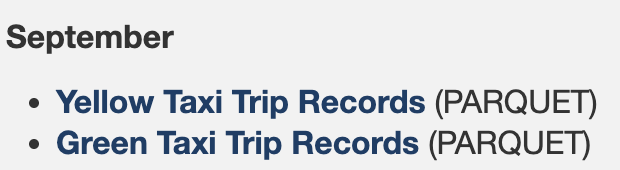 September
• Yellow Taxi Trip Records (PARQUET)
• Green Taxi Trip Records (PARQUET)